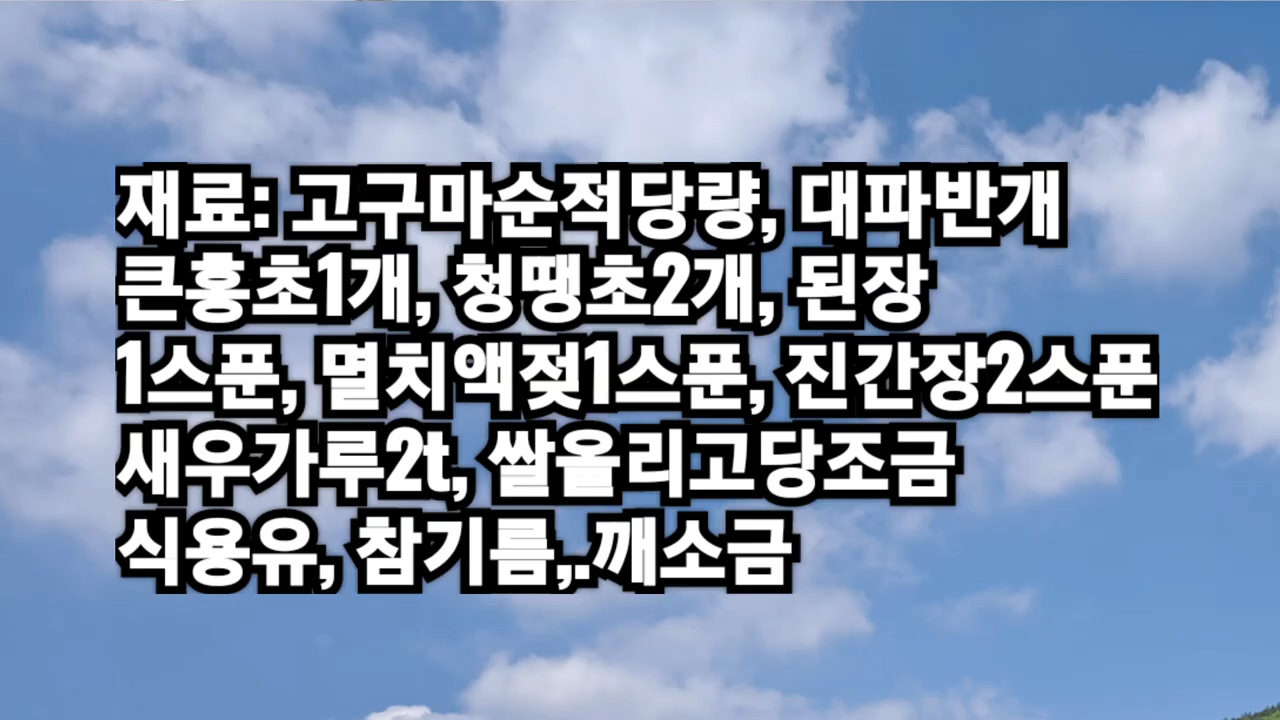 재료: 고구마순적당량, 대파반개
큰홍초1개, 청땡초2개, 된장
1스푼, 멸치액젖1스푼, 진간장2스푼
새우가루2t, 쌀올리고당조금
식용유, 참기름,.깨소금